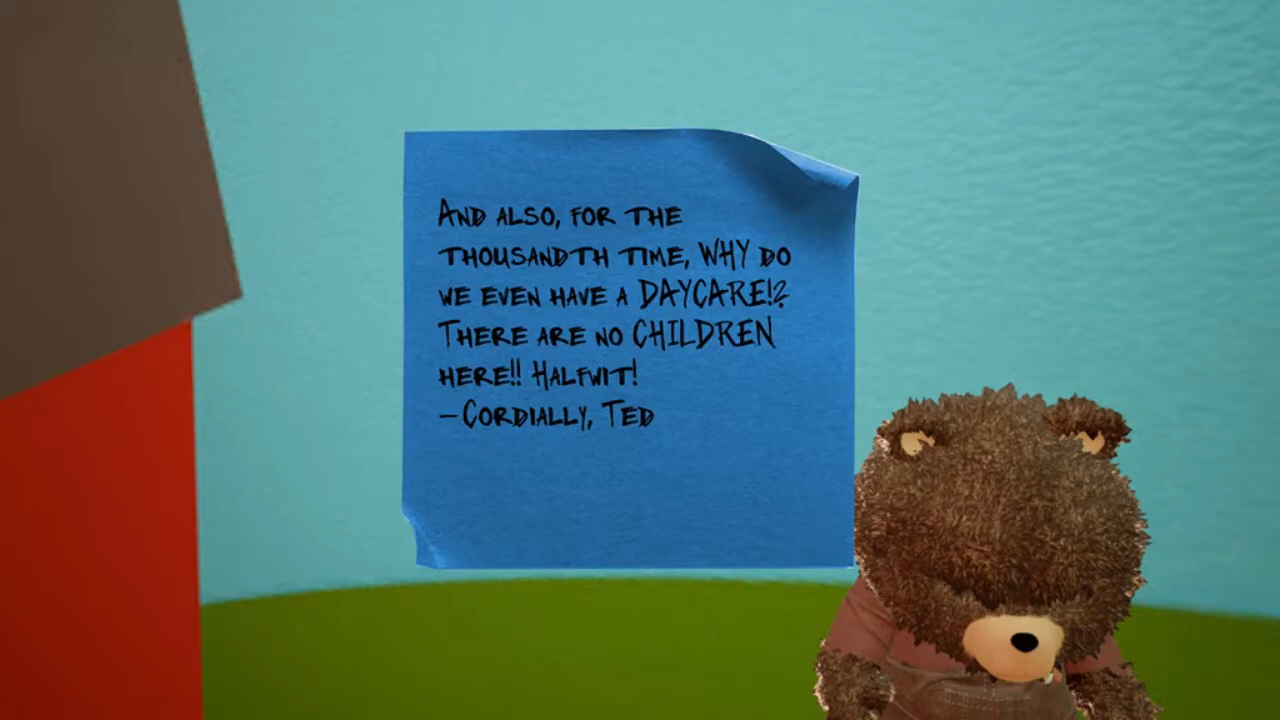 And also, for the
thousandth time, WHY do
we even have a DAYCARE!?
There are no CHILDREN
here!! Halfwit!
–Cordially, Ted